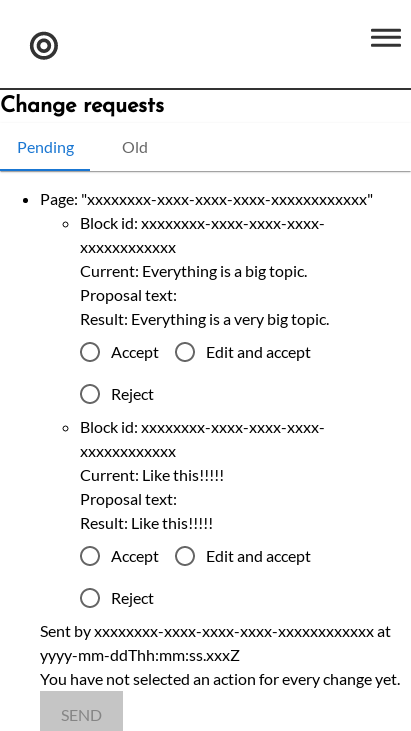 Change requests
Pending
Old
Page: "xxxxxxxx-xxxx-xxxx-xxxx-xxxxxxxxxxxx"
Block id: xxxxxxxx-xxxx-xxxx-xxxx-
xxxxxxxxxxxx
Current: Everything is a big topic.
Proposal text:
Result: Everything is a very big topic.
Accept
Edit and accept
Reject
Block id: xxxxxxxx-xxxx-xxxx-xxxx-
xxxxxxxxxxxx
Current: Like this!!!!!
Proposal text:
Result: Like this!!!!!
Accept
Edit and accept
Reject
Sent by xxxxxxxx-xxxx-xxxx-xxxx-xxxxxxxxxxxx at
yyyy-mm-ddThh:mm:ss.xxxZ
You have not selected an action for every change yet.
SEND